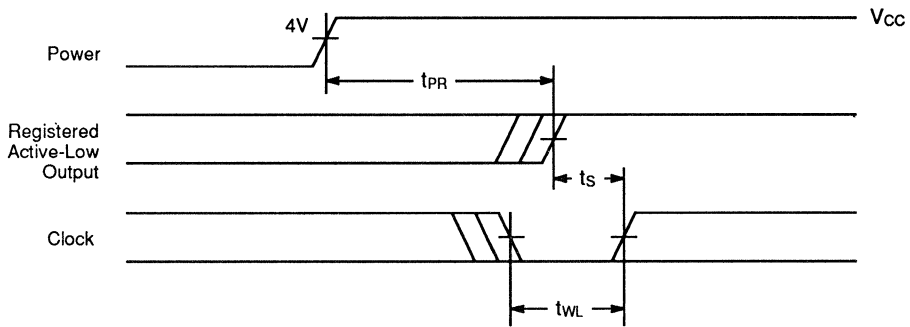 4V
VCC
Power
tPR
Registered
Active-Low
Output
tS
Clock
tWL